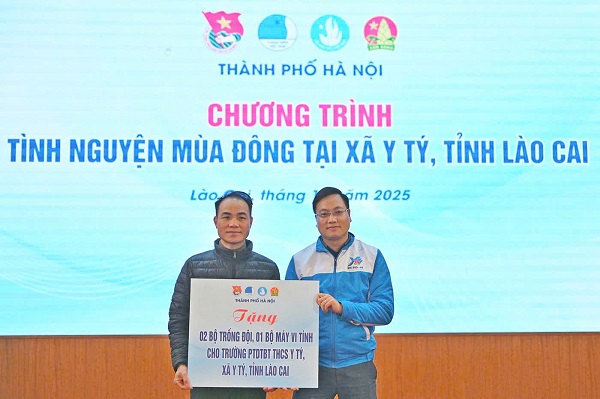 THÀNH PHỐ HÀ NỘI
CHƯƠNG TRÌNH
TÌNH NGUYỆN MÙA ĐÔNG TẠI XÃ Y TÝ, TỈNH LÀO CAI
Lào Cai, tháng 2025
THÀNH PHỐ HÀ NỘI
Tặng
02 BỘ TRỐNG ĐỘI, 01 BỘ MÁY VI TÍNH
CHO TRƯỜNG PTDTBT THCS Y TÝ,
XÃ Y TÝ, TỈNH LÀO CAI